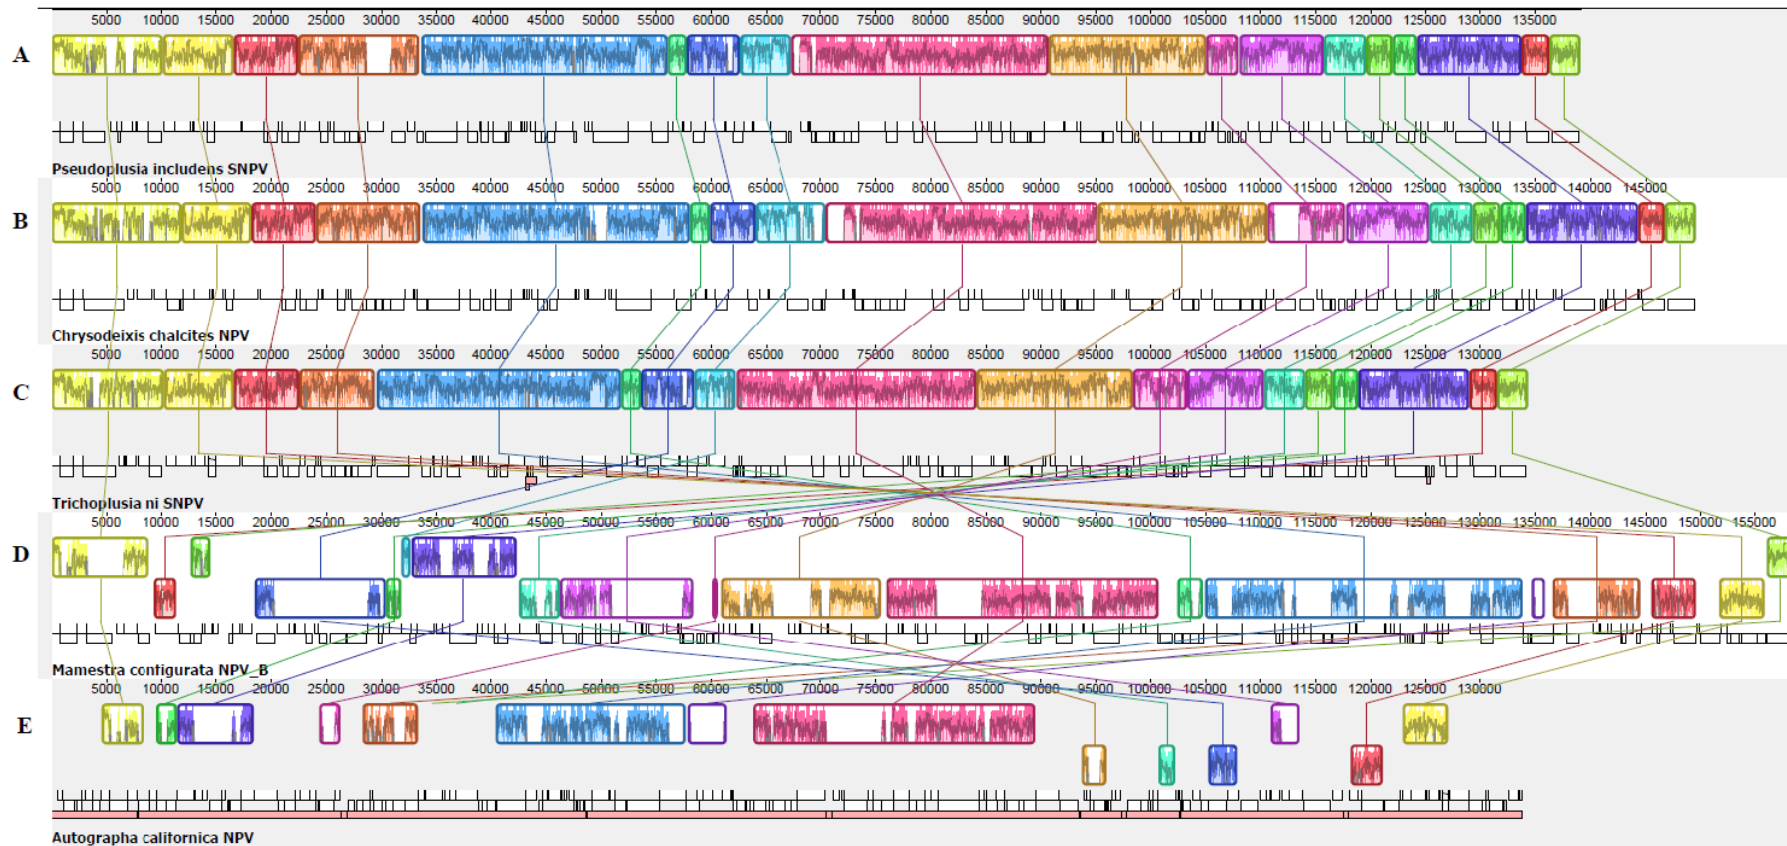 5000 10000 15000 20000 25000 30000 35000 40000 45000 50000 55000 60000 65000 70000 75000 80000 85000 90000 95000 100000 105000 110000 115000 120000 125000 130000 135000
A
Pseudoplusia includens SNPV
5000 10000 15000 20000 25000 30000 35000 40000 45000 50000 55000 60000 65000 70000 75000 80000 85000 90000 95000 100000 105000 110000 115000 120000 125000 130000 135000 140000 145000
B
Chrysodeixis chalcites NPV
5000 10000 15000 20000 25000 30000 35000 40000 45000 50000 55000 60000 65000 70000 75000 80000 85000 90000 95000 100000 105000 110000 115000 120000 125000 130000
C
Trichoplusia ni SNPV
5000 10000 15000 20000 25000 30000 35000 40000 45000 50000 55000 60000 65000 70000 75000 80000 85000 90000 95000 100000 105000 110000 115000 120000 125000 130000 135000 140000 145000 150000 155000
D
Mamestra configurata NPV_B
5000 10000 15000 20000 25000 30000 35000 40000 45000 50000 55000 60000 65000 70000 75000 80000 85000 90000 95000 100000 105000 110000 115000 120000 125000 130000
E
Autographa californica NPV